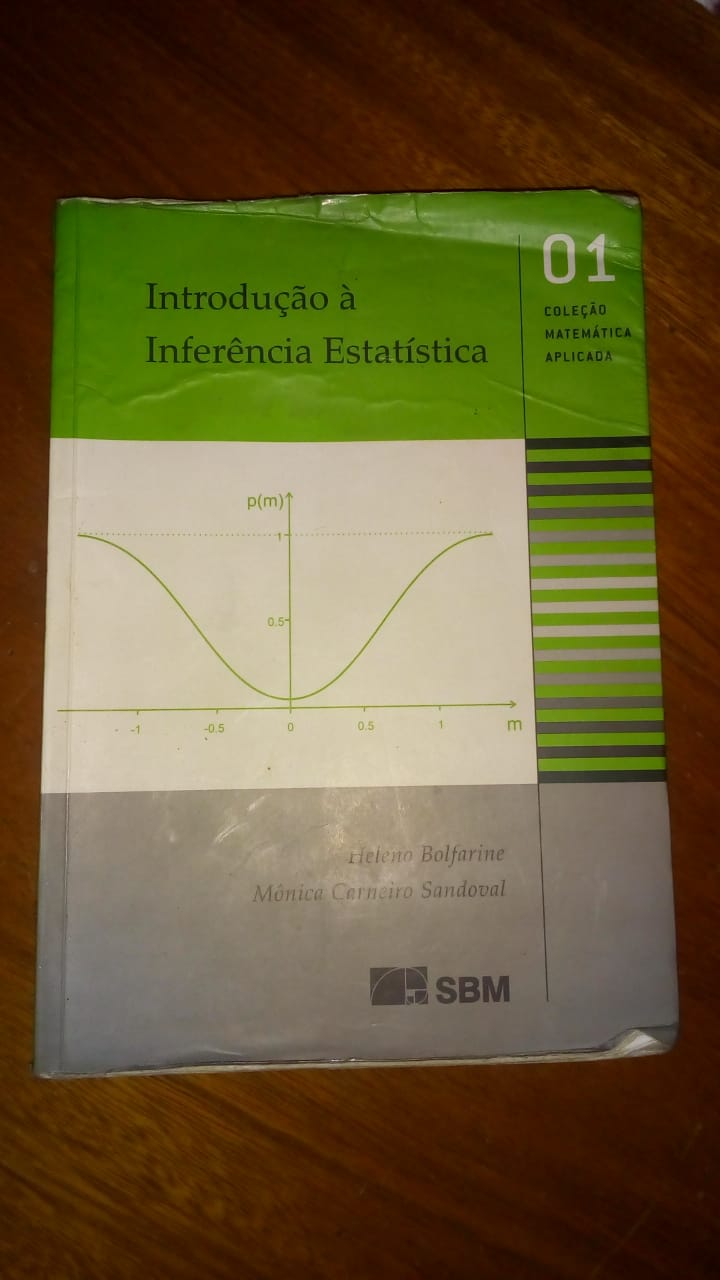 01
COLEÇÃO
MATEMÁTICA
APLICADA
Introdução à
Inferência Estatística
p(m)
1
0.5
-1
-0.5
0
0.5
1
m
Heleno Bolfarine
Mônica Carneiro Sandoval
SBM